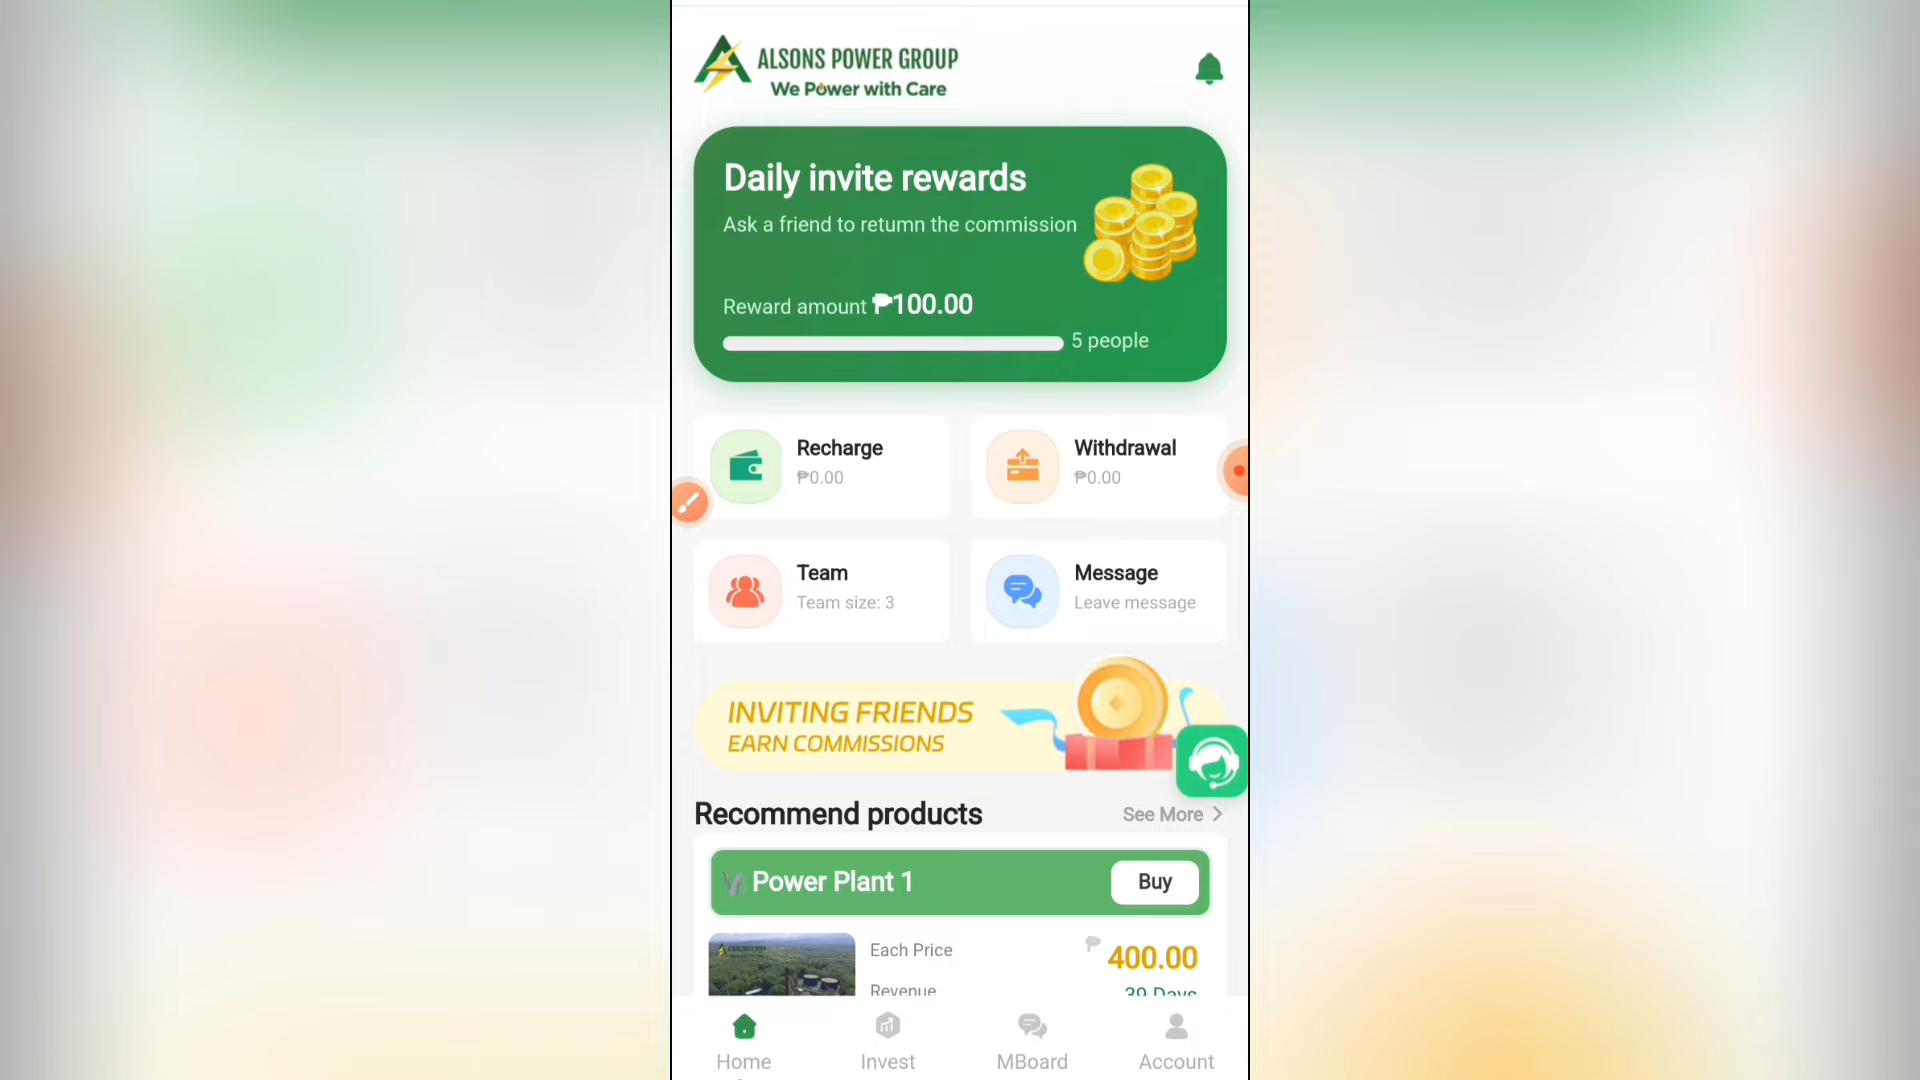 ALSONS POWER GROUP
We Power with Care
Daily invite rewards
Ask a friend to retumn the commission
Reward amount ₱100.00
5 people
Recharge
₱0.00
Withdrawal
₱0.00
Team
Team size: 3
Message
Leave message
INVITING FRIENDS
EARN COMMISSIONS
Recommend products
See More
Power Plant 1
Buy
Each Price
₱ 400.00
Revenue
39 Days
Home
Invest
MBoard
Account